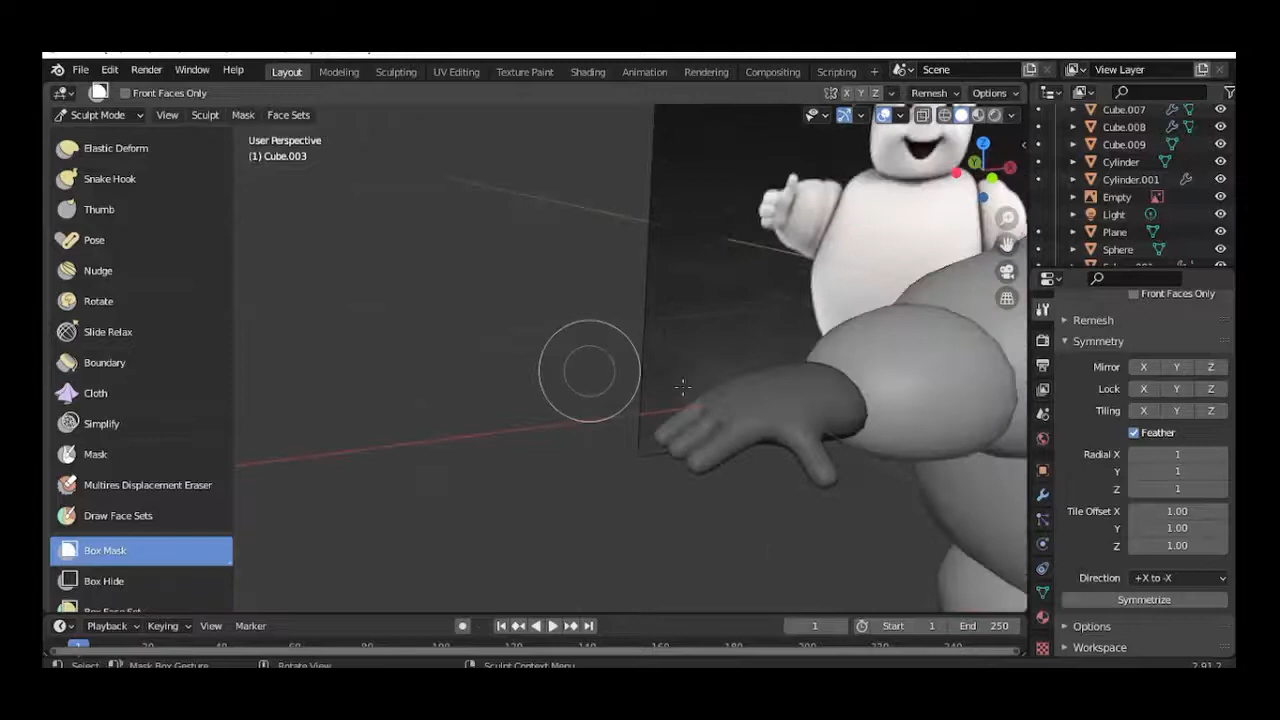 File Edit Render Window Help Layout Modeling Sculpting UV Editing Texture Paint Shading Animation Rendering Compositing Scripting + Scene View Layer
Front Faces Only X Y Z Remesh Options
Sculpt Mode View Sculpt Mask Face Sets
User Perspective
(1) Cube.003
Elastic Deform
Snake Hook
Thumb
Pose
Nudge
Rotate
Slide Relax
Boundary
Cloth
Simplify
Mask
Multires Displacement Eraser
Draw Face Sets
Box Mask
Box Hide
Z
Y
X
Cube.007
Cube.008
Cube.009
Cylinder
Cylinder.001
Empty
Light
Plane
Sphere
Front Faces Only
Remesh
Symmetry
Mirror X Y Z
Lock X Y Z
Tiling X Y Z
Feather
Radial X 1
Y 1
Z 1
Tile Offset X 1.00
Y 1.00
Z 1.00
Direction +X to -X
Symmetrize
Options
Workspace
Playback Keying View Marker 1 Start 1 End 250
1
Select Mask Box Gesture Rotate View Sculpt Context Menu 2.91.2